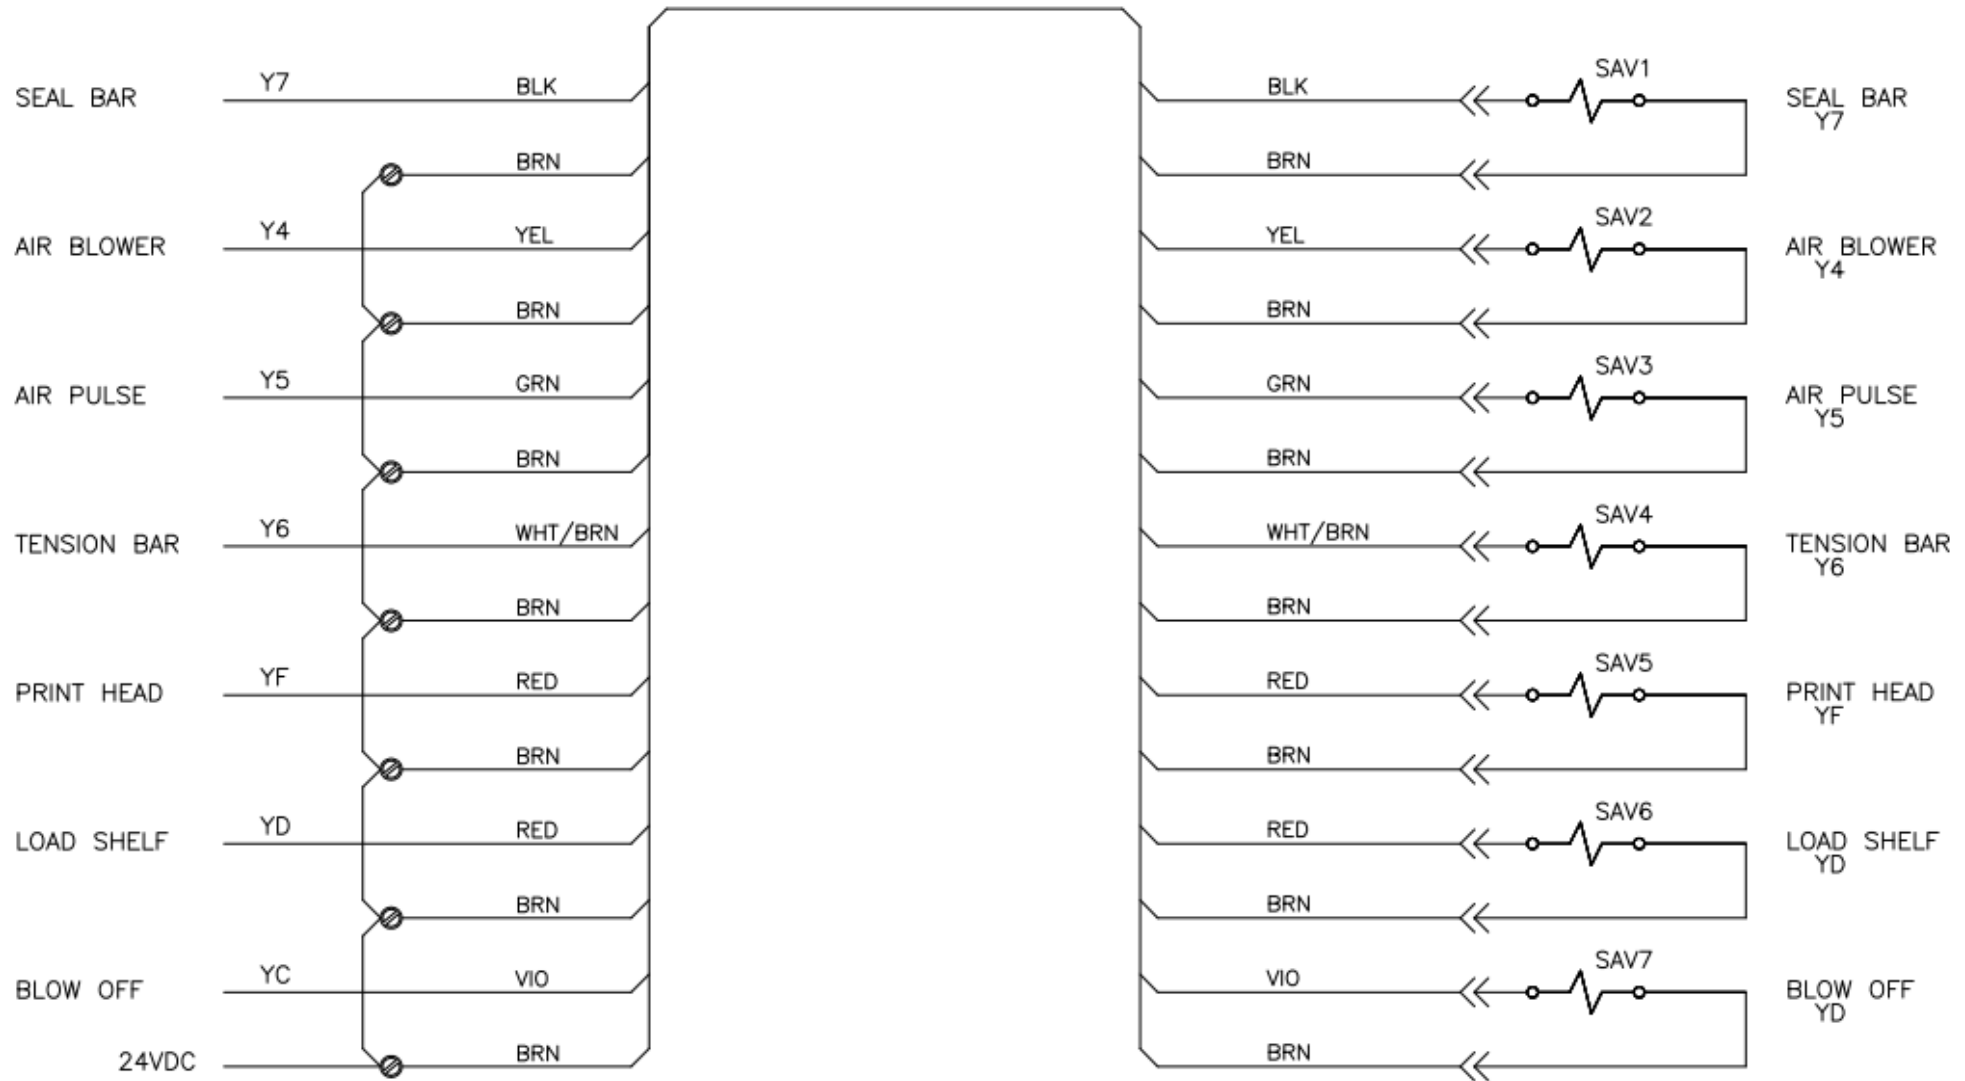 SEAL BAR Y7 BLK BLK SAV1 SEAL BAR
Y7
BRN BRN
AIR BLOWER Y4 YEL YEL SAV2 AIR BLOWER
Y4
BRN BRN
AIR PULSE Y5 GRN GRN SAV3 AIR PULSE
Y5
BRN BRN
TENSION BAR Y6 WHT/BRN WHT/BRN SAV4 TENSION BAR
Y6
BRN BRN
PRINT HEAD YF RED RED SAV5 PRINT HEAD
YF
BRN BRN
LOAD SHELF YD RED RED SAV6 LOAD SHELF
YD
BRN BRN
BLOW OFF YC VIO VIO SAV7 BLOW OFF
YD
24VDC BRN BRN